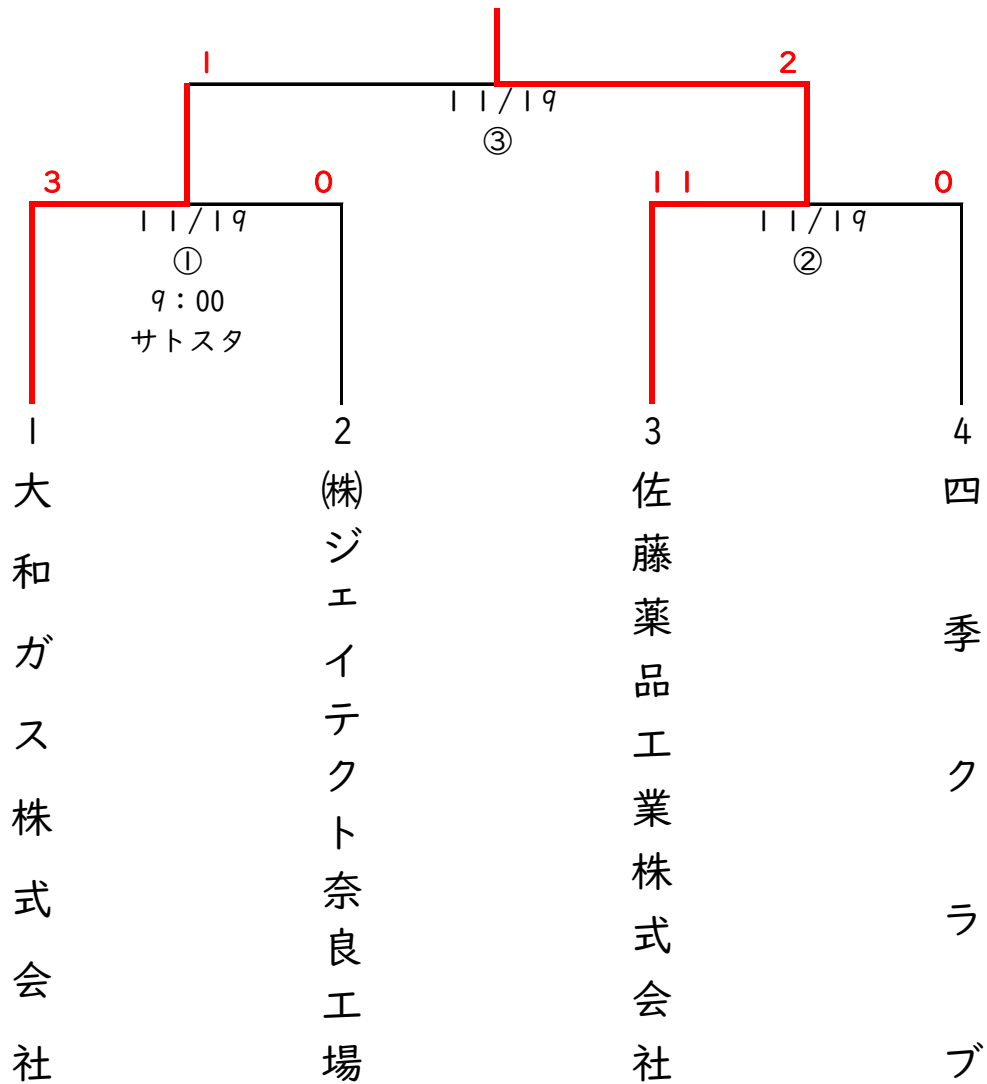 1 2
11/19
③
3 0 11 0
11/19 11/19
① ②
9：00
サトスタ
1 2 3 4
大和ガス株式会社
㈱ジェイテクト奈良工場
佐藤薬品工業株式会社
四季クラブ